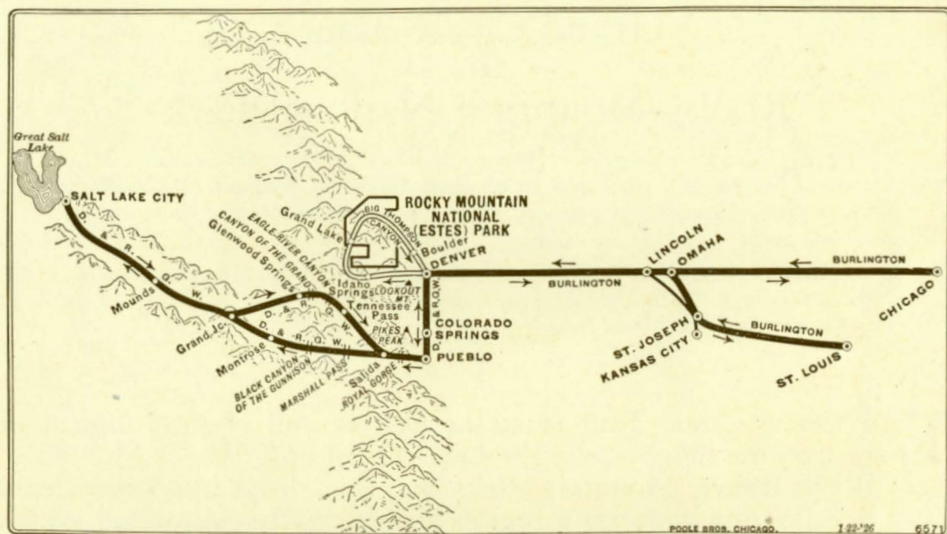 Great Salt
Lake
SALT LAKE CITY
D. & R. G. W.
Mounds
Grand Jc.
Montrose
D. & R. G. W.
D. & R. G. W.
Glenwood Springs
CANYON OF THE GRAND
EAGLE-RIVER CANYON
BLACK CANYON
OF THE GUNNISON
MARSHALL PASS
Salida
ROYAL GORGE
Tennessee
Pass
PIKES
PEAK
Idaho
Springs
LOOKOUT
MT.
Grand Lake
BIG THOMPSON
CANYON
ROCKY MOUNTAIN
NATIONAL
(ESTES) PARK
Boulder
DENVER
D. & R.G.W.
COLORADO
SPRINGS
PUEBLO
BURLINGTON
LINCOLN
OMAHA
BURLINGTON
CHICAGO
ST. JOSEPH
KANSAS CITY
BURLINGTON
ST. LOUIS
POOLE BROS. CHICAGO. 1-22-'26 6571